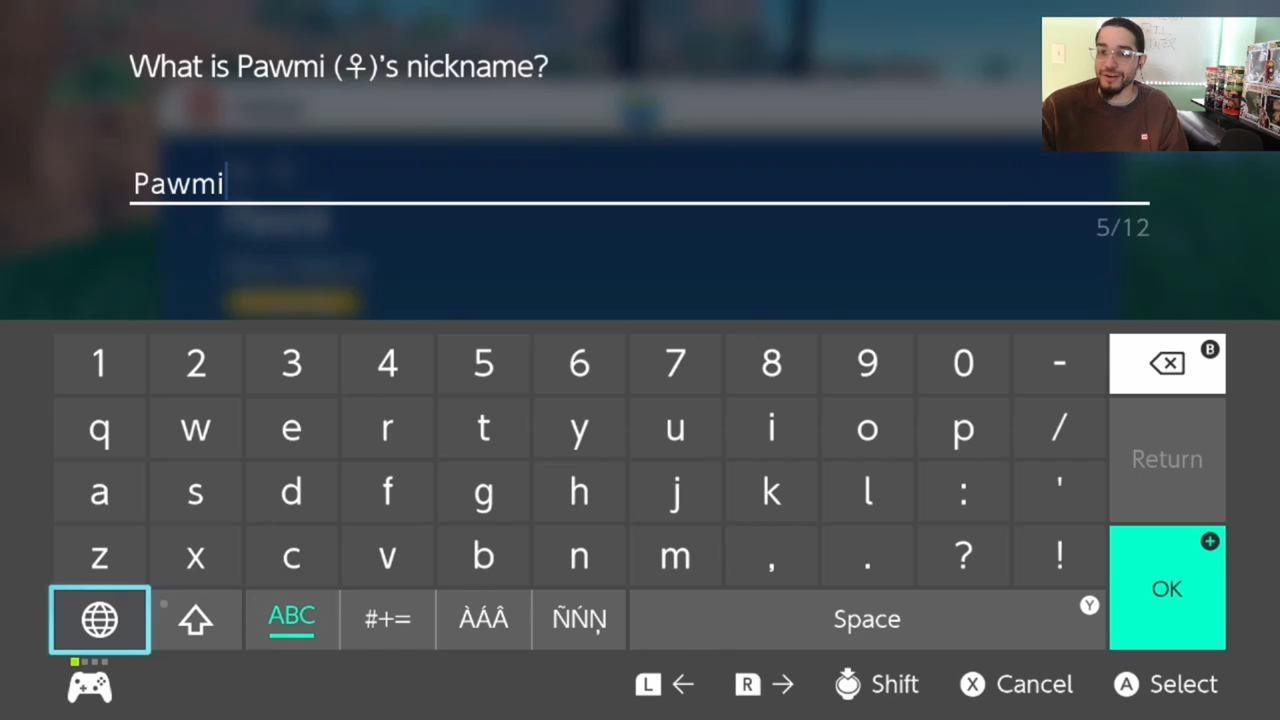 What is Pawmi (♀)'s nickname?
Pawmi
5/12
1 2 3 4 5 6 7 8 9 0 - B
q w e r t y u i o p /
Return
a s d f g h j k l : '
z x c v b n m , . ? ! +
OK
ABC #+= ÀÁÂ ÑŃŅ Space Y
L ← R → Shift X Cancel A Select